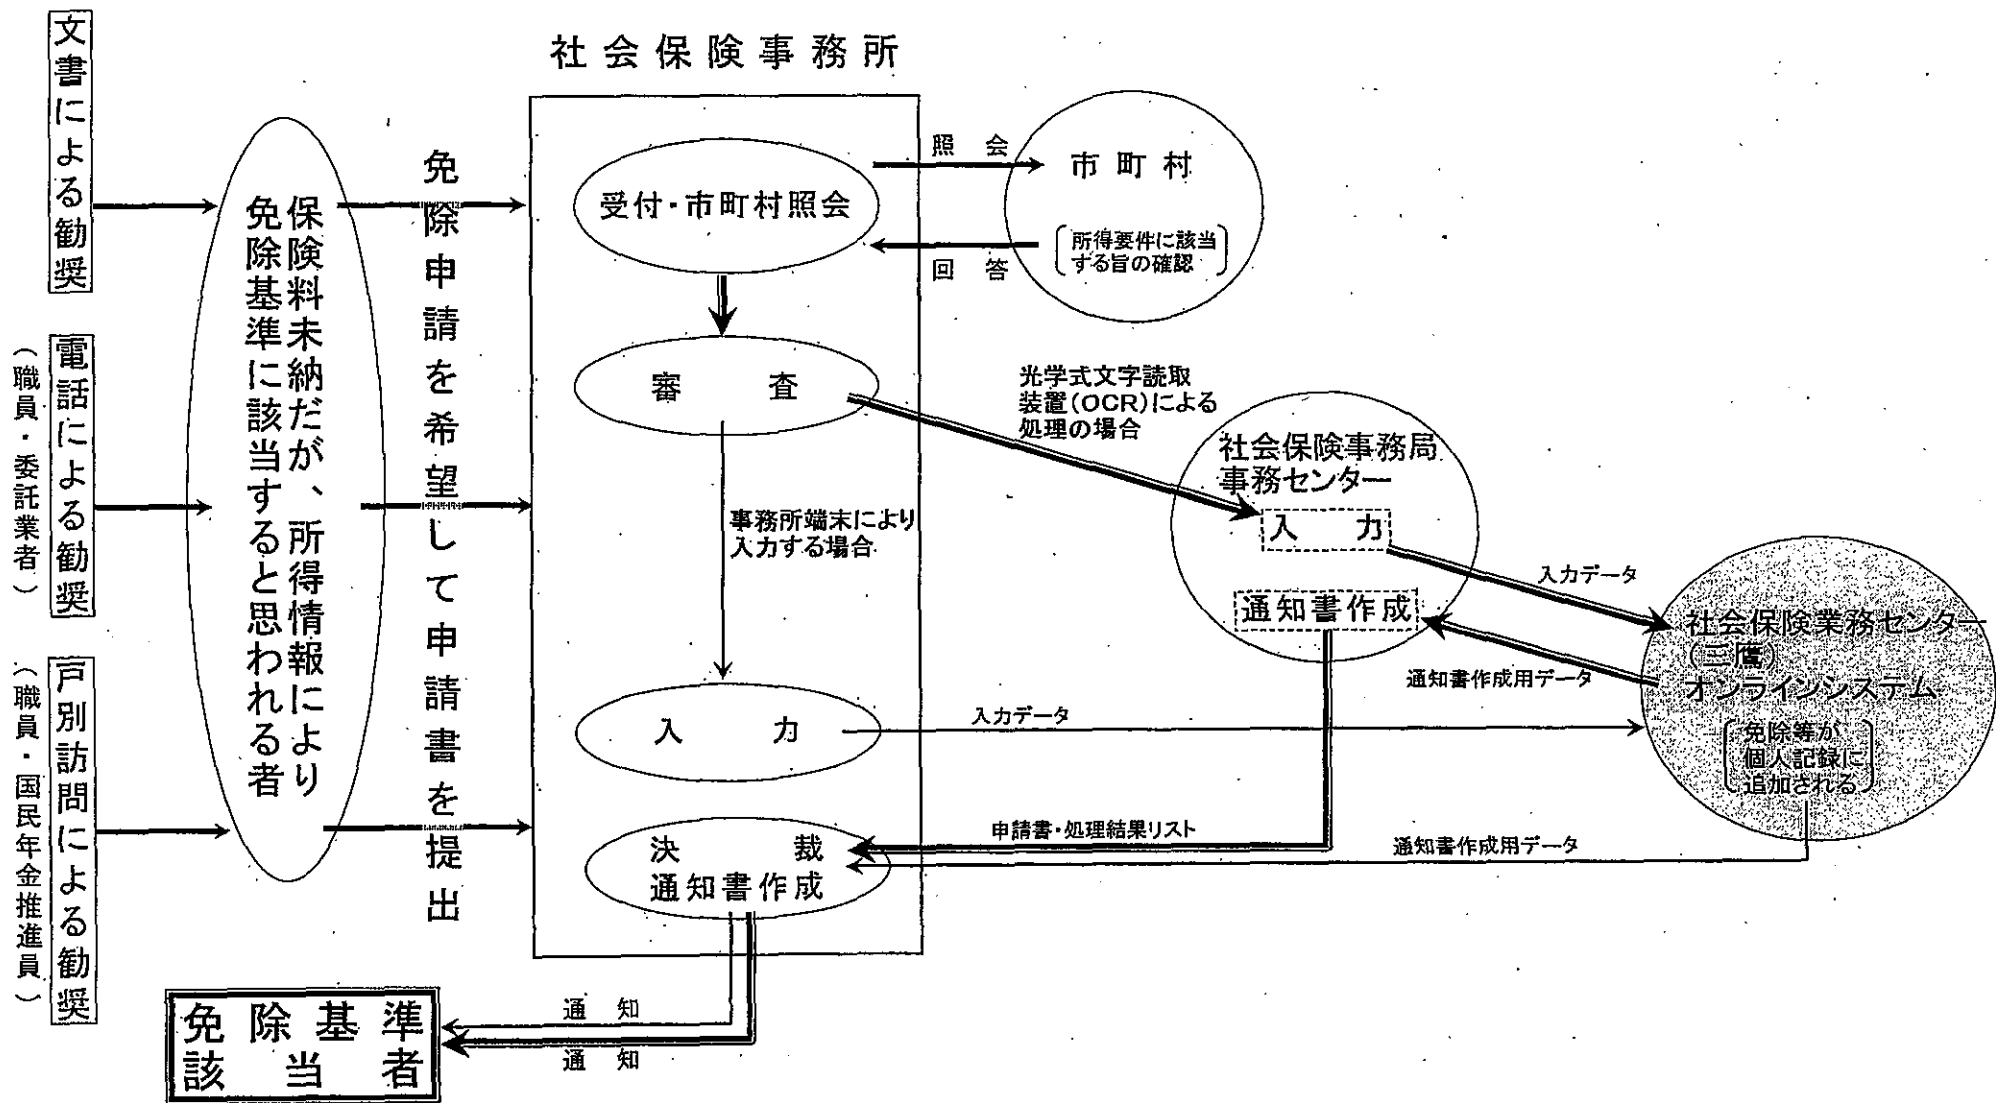 社会保険事務所
文書による勧奨
電話による勧奨
(職員・委託業者)
戸別訪問による勧奨
(職員・国民年金推進員)
保険料未納だが、所得情報により
免除基準に該当すると思われる者
免除申請を希望して申請書を提出
受付・市町村照会
照会
回答
市町村
所得要件に該当
する旨の確認
審査
光学式文字読取
装置(OCR)による
処理の場合
事務所端末により
入力する場合
社会保険事務局
事務センター
入力
通知書作成
入力データ
通知書作成用データ
社会保険業務センター
(三鷹)
オンラインシステム
免除等が
個人記録に
追加される
入力
入力データ
決裁
通知書作成
申請書・処理結果リスト
通知書作成用データ
通知
通知
免除基準
該当者